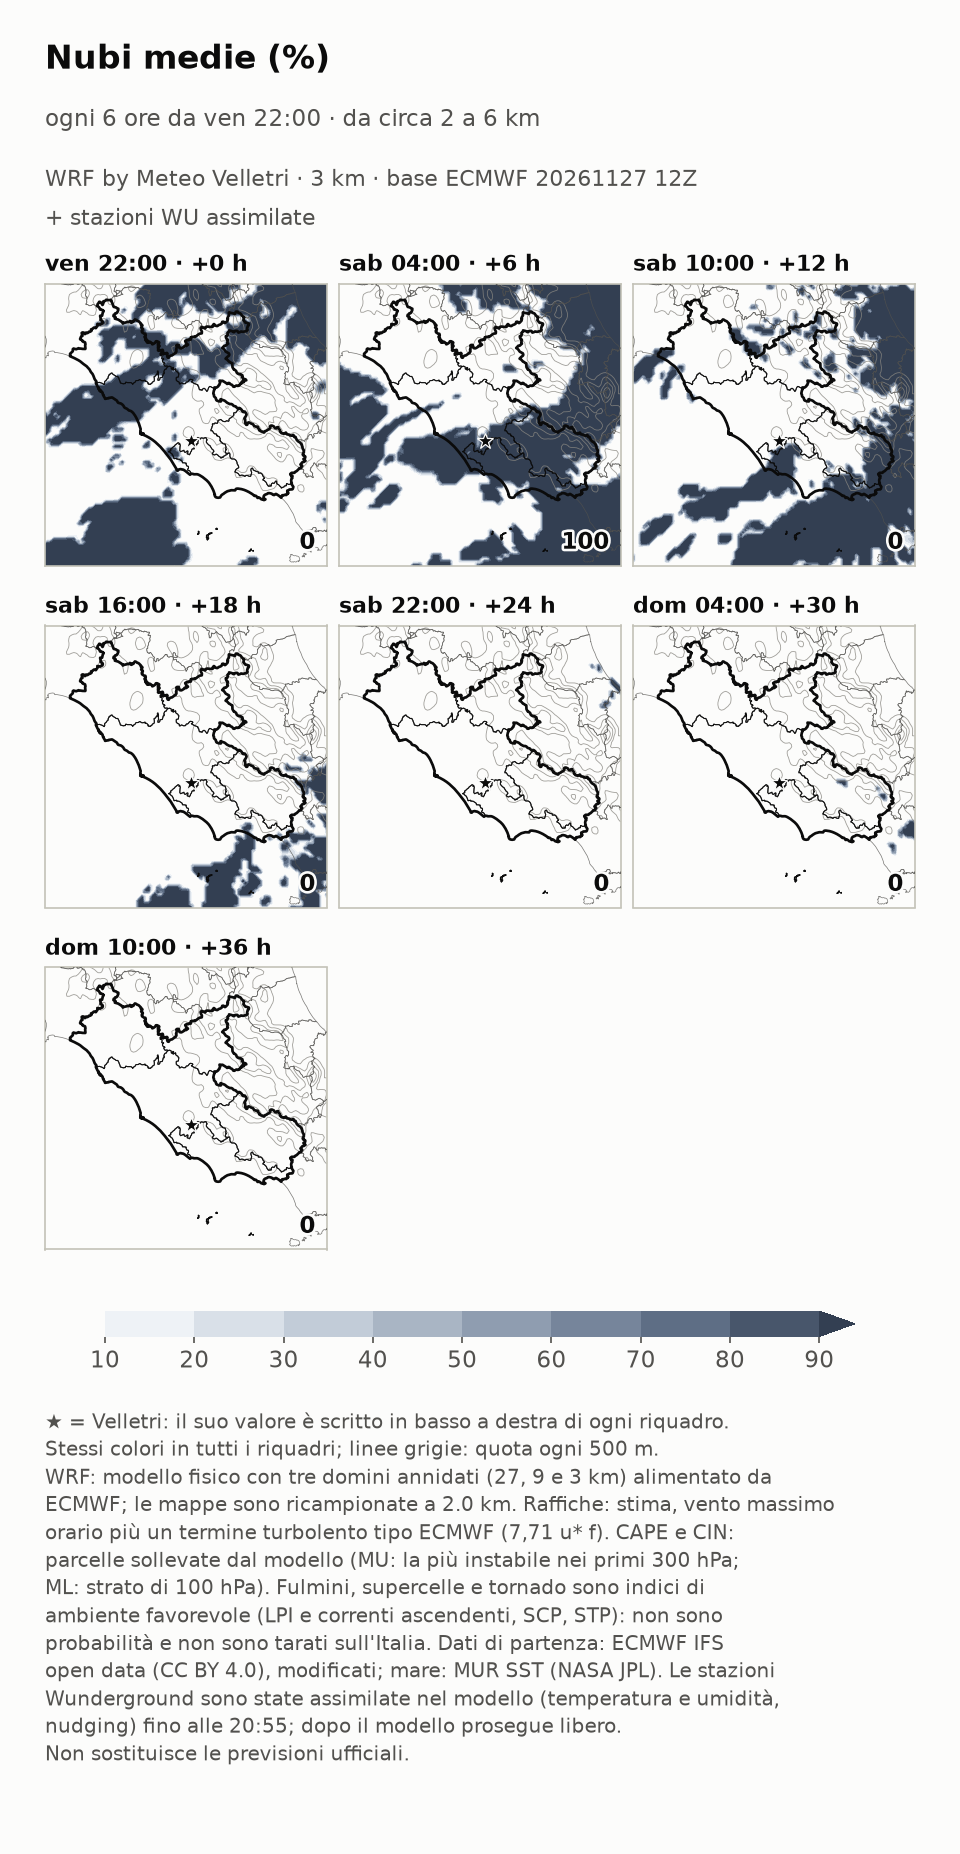 Nubi medie (%)
ogni 6 ore da ven 22:00 · da circa 2 a 6 km
WRF by Meteo Velletri · 3 km · base ECMWF 20261127 12Z
+ stazioni WU assimilate
ven 22:00 · +0 h
sab 04:00 · +6 h
sab 10:00 · +12 h
0
100
0
sab 16:00 · +18 h
sab 22:00 · +24 h
dom 04:00 · +30 h
0
0
0
dom 10:00 · +36 h
0
10 20 30 40 50 60 70 80 90
★ = Velletri: il suo valore è scritto in basso a destra di ogni riquadro.
Stessi colori in tutti i riquadri; linee grigie: quota ogni 500 m.
WRF: modello fisico con tre domini annidati (27, 9 e 3 km) alimentato da
ECMWF; le mappe sono ricampionate a 2.0 km. Raffiche: stima, vento massimo
orario più un termine turbolento tipo ECMWF (7,71 u* f). CAPE e CIN:
parcelle sollevate dal modello (MU: la più instabile nei primi 300 hPa;
ML: strato di 100 hPa). Fulmini, supercelle e tornado sono indici di
ambiente favorevole (LPI e correnti ascendenti, SCP, STP): non sono
probabilità e non sono tarati sull'Italia. Dati di partenza: ECMWF IFS
open data (CC BY 4.0), modificati; mare: MUR SST (NASA JPL). Le stazioni
Wunderground sono state assimilate nel modello (temperatura e umidità,
nudging) fino alle 20:55; dopo il modello prosegue libero.
Non sostituisce le previsioni ufficiali.